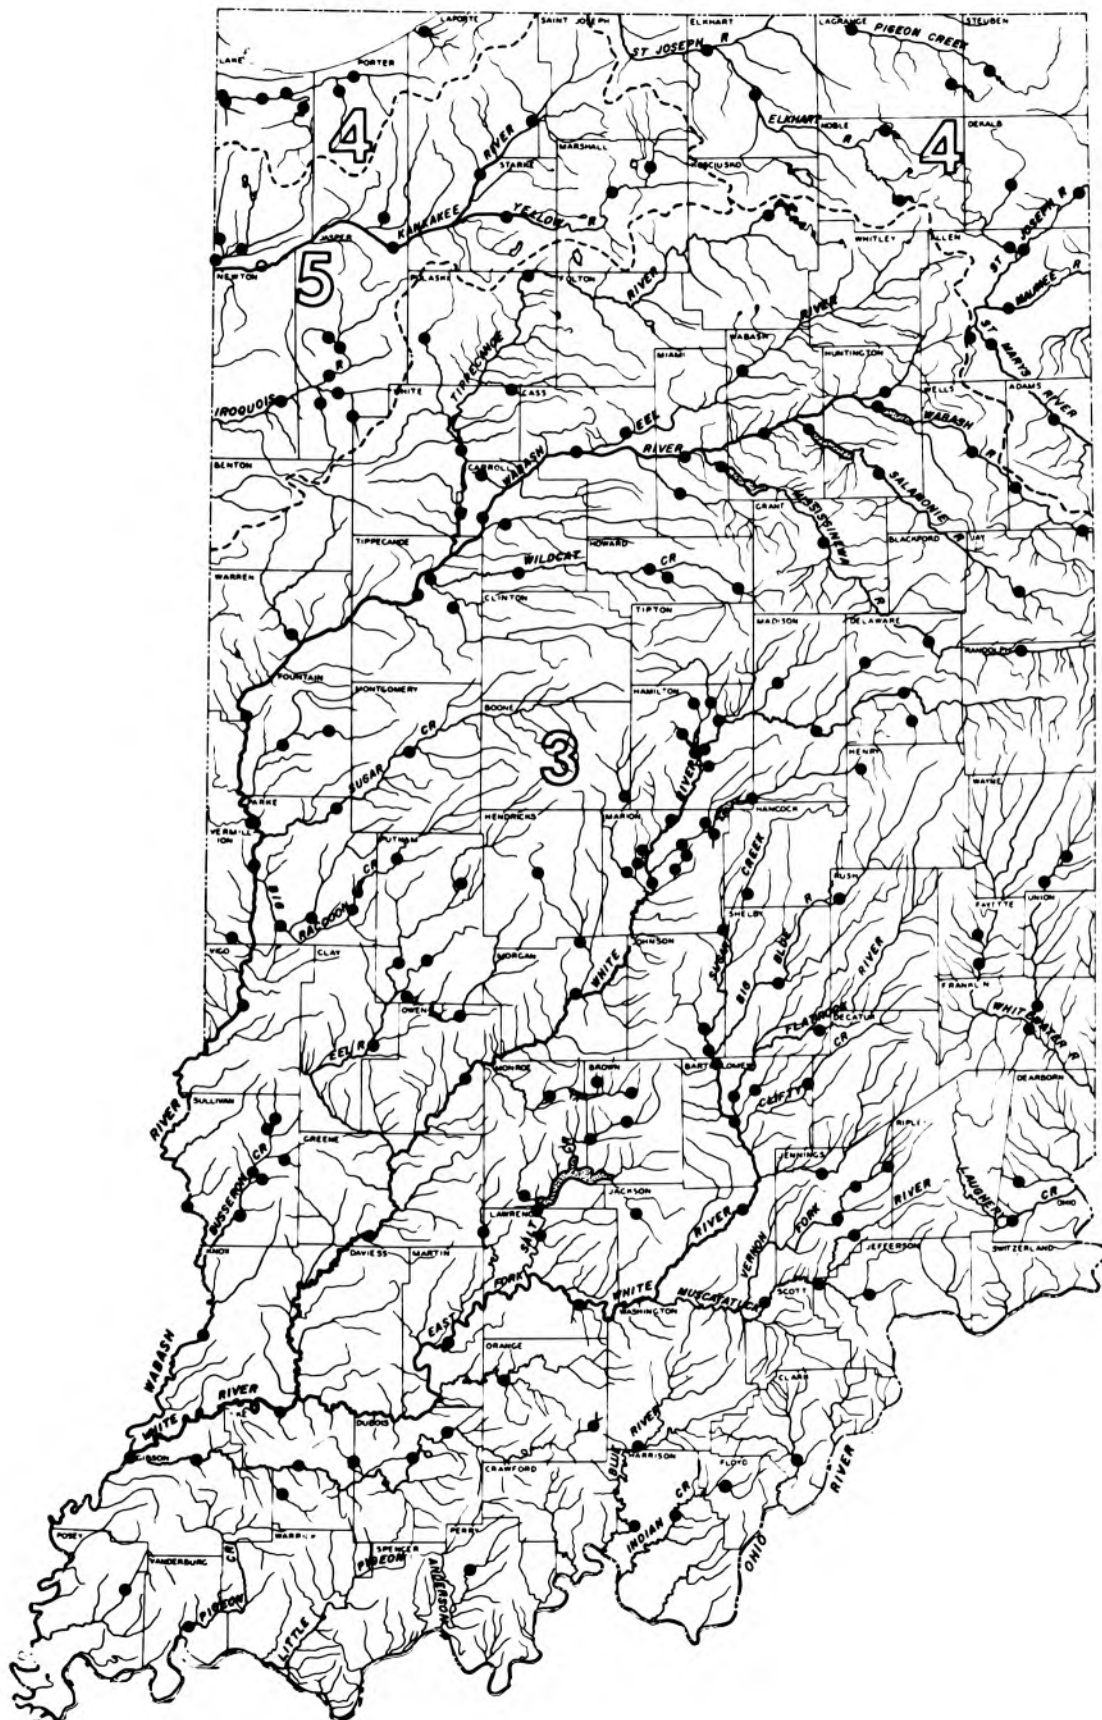 LAPORTE
SAINT JOSEPH
ELKHART
LAGRANGE
STEUBEN
PIGEON CREEK
ST JOSEPH R
LAKE
PORTER
4
RIVER
ELKHART
R
NOBLE
DEKALB
4
MARSHALL
STARKE
KOSCIUSKO
KANKAKEE
YELLOW R
ST JOSEPH R
JASPER
WHITLEY
ALLEN
NEWTON
5
PULASKI
FULTON
RIVER
MAUMEE R
RIVER
WABASH
ST MARYS
RIVER
TIPPECANOE
MIAMI
HUNTINGTON
R
WHITE
CASS
WELLS
ADAMS
IROQUOIS
EEL
WABASH
R
BENTON
CARROLL
WABASH
RIVER
SALAMONIE
R
MISSISSINEWA
R
GRANT
TIPPECANOE
HOWARD
BLACKFORD
JAY
WARREN
WILDCAT
CR
CLINTON
TIPTON
MADISON
DELAWARE
RANDOLPH
FOUNTAIN
MONTGOMERY
HAMILTON
BOONE
3
SUGAR CR
HENRY
RIVER
WAYNE
PARKE
HANCOCK
VERMILL
ION
HENDRICKS
MARION
PUTNAM
CREEK
BIG
RACOOON
CR
RUSH
FAYETTE
UNION
SHELBY
R
VIGO
CLAY
MORGAN
JOHNSON
WHITE
SUGAR
BIG
BLUE
RIVER
FRANKLIN
OWEN
FLATROCK
DECATUR
WHITEWATER R
EEL R
CR
MONROE
BROWN
BARTHOLOMEW
DEARBORN
SULLIVAN
CLIFTY
RIVER
GREENE
RIPLEY
CR
JENNINGS
BUSSERON CR
JACKSON
RIVER
LAUGHERY
CR
OHIO
LAWRENCE
SALT
RIVER
FORK
VERNON
KNOX
DAVIESS
MARTIN
JEFFERSON
SWITZERLAND
FORK
WHITE
MUSCATATUCK
SCOTT
EAST
WASHINGTON
ORANGE
WABASH
RIVER
CLARK
WHITE
DUBOIS
RIVER
BLUE
HARRISON
GIBSON
CRAWFORD
FLOYD
RIVER
CR
INDIAN
POSEY
PERRY
SPENCER
OHIO
VANDERBURG
CR
PIGEON
ANDERSON
PIGEON
LITTLE